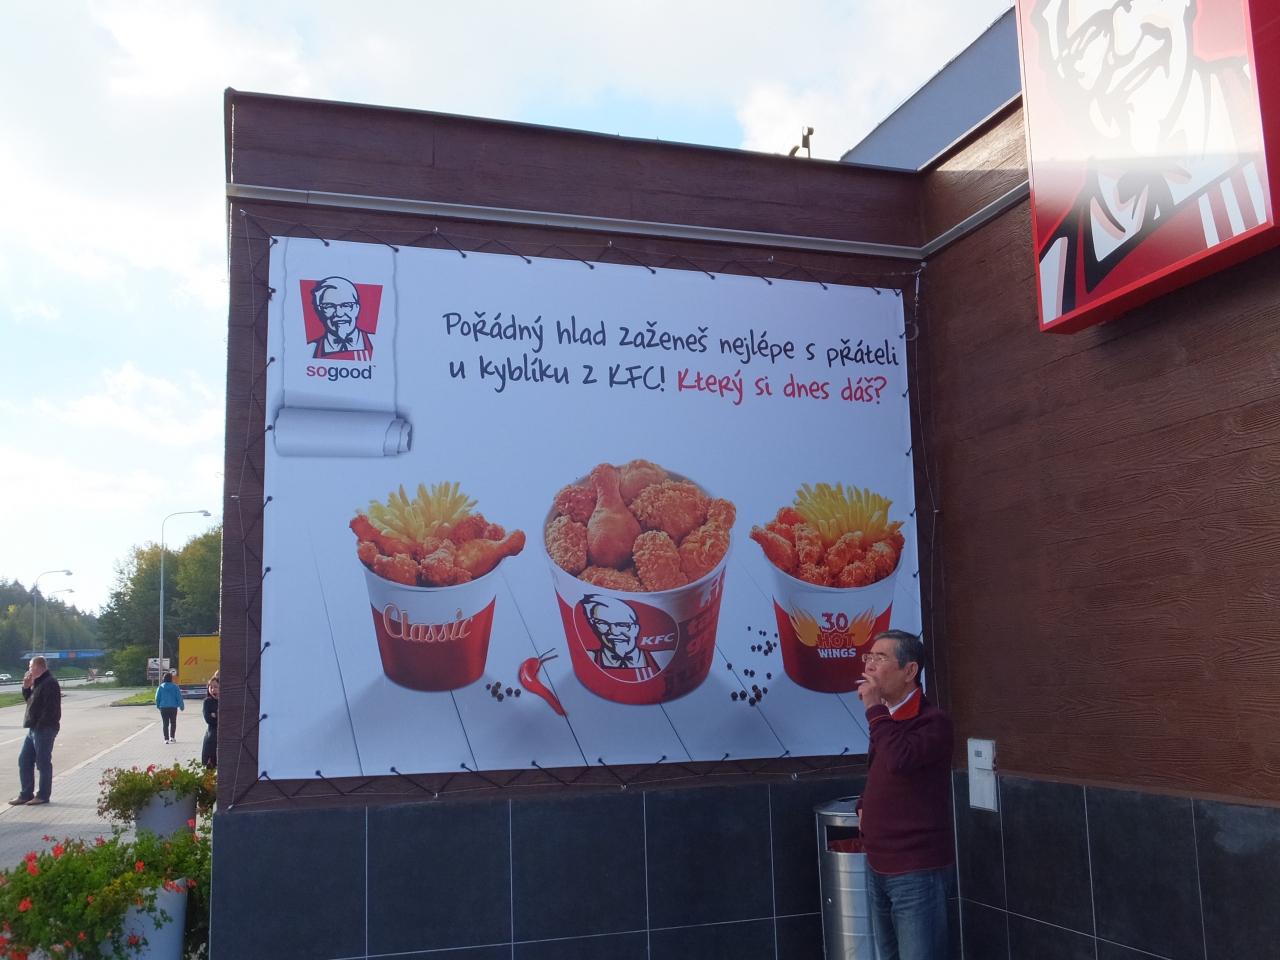 Pořádný hlad zaženeš nejlépe s přáteli
u kyblíku z KFC! Který si dnes dáš?
sogood
Classic
KFC
30
HOT
WINGS